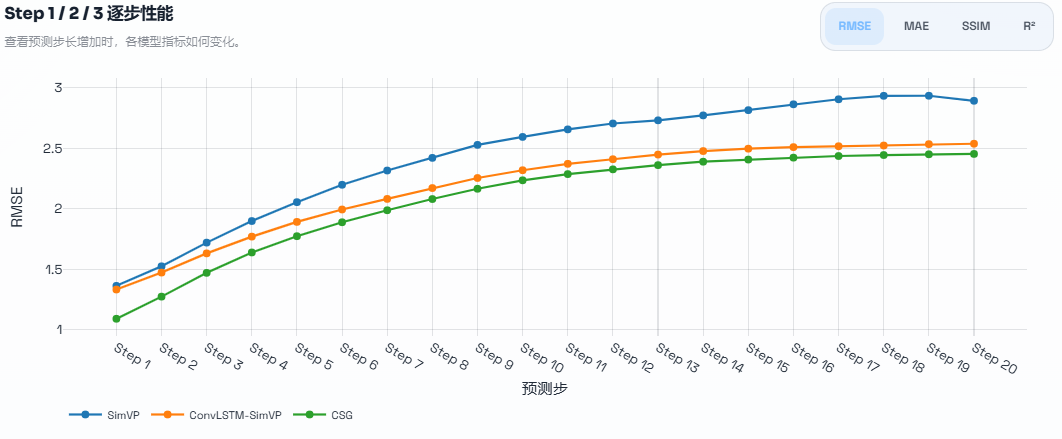 Step 1 / 2 / 3 逐步性能
查看预测步长增加时，各模型指标如何变化。
RMSE MAE SSIM R²
3
2.5
2
1.5
1
RMSE
Step 1 Step 2 Step 3 Step 4 Step 5 Step 6 Step 7 Step 8 Step 9 Step 10 Step 11 Step 12 Step 13 Step 14 Step 15 Step 16 Step 17 Step 18 Step 19 Step 20
预测步
SimVP ConvLSTM-SimVP CSG